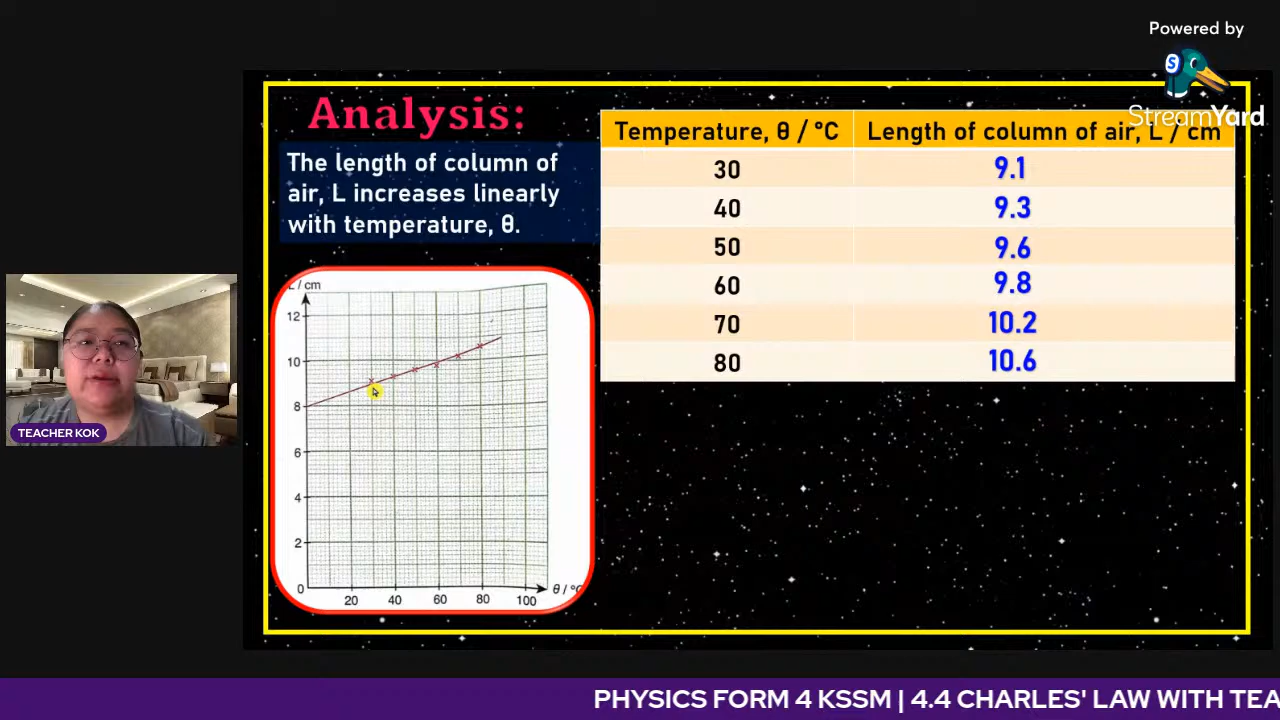 Powered by
StreamYard
Analysis:
The length of column of
air, L increases linearly
with temperature, θ.
Temperature, θ / °C Length of column of air, L / cm
30 9.1
40 9.3
50 9.6
60 9.8
70 10.2
80 10.6
L / cm
12
10
8
6
4
2
0
20 40 60 80 100 θ / °C
TEACHER KOK
PHYSICS FORM 4 KSSM | 4.4 CHARLES' LAW WITH TEA